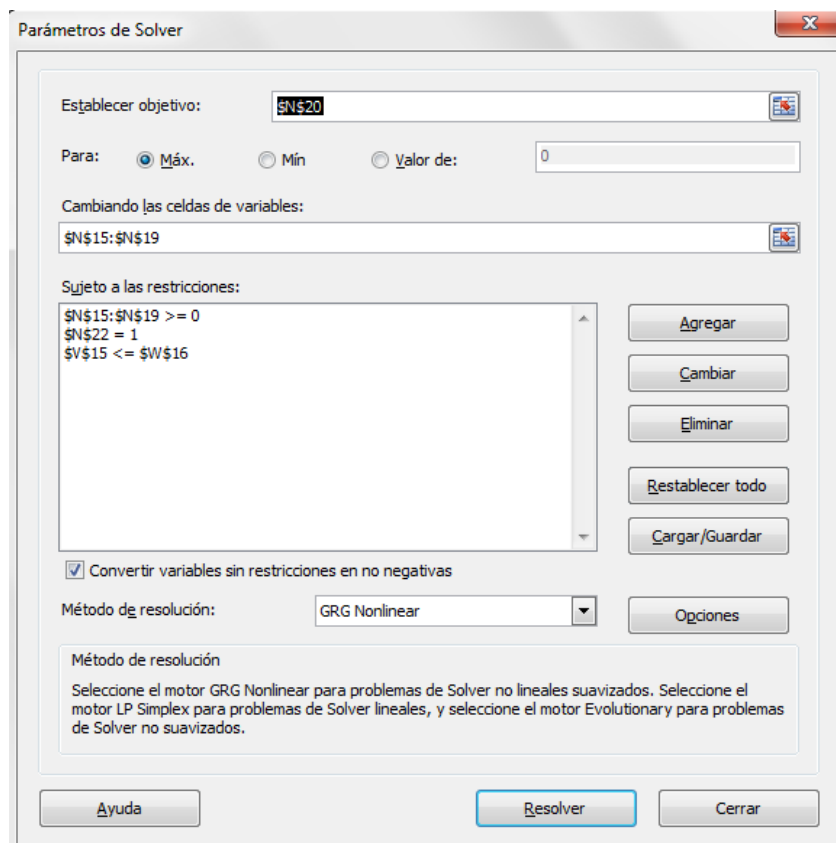 Parámetros de Solver
Establecer objetivo: $N$20
Para: Máx. Mín Valor de: 0
Cambiando las celdas de variables:
$N$15:$N$19
Sujeto a las restricciones:
$N$15:$N$19 >= 0
$N$22 = 1
$V$15 <= $W$16
Agregar
Cambiar
Eliminar
Restablecer todo
Cargar/Guardar
Convertir variables sin restricciones en no negativas
Método de resolución: GRG Nonlinear Opciones
Método de resolución
Seleccione el motor GRG Nonlinear para problemas de Solver no lineales suavizados. Seleccione el
motor LP Simplex para problemas de Solver lineales, y seleccione el motor Evolutionary para problemas
de Solver no suavizados.
Ayuda Resolver Cerrar